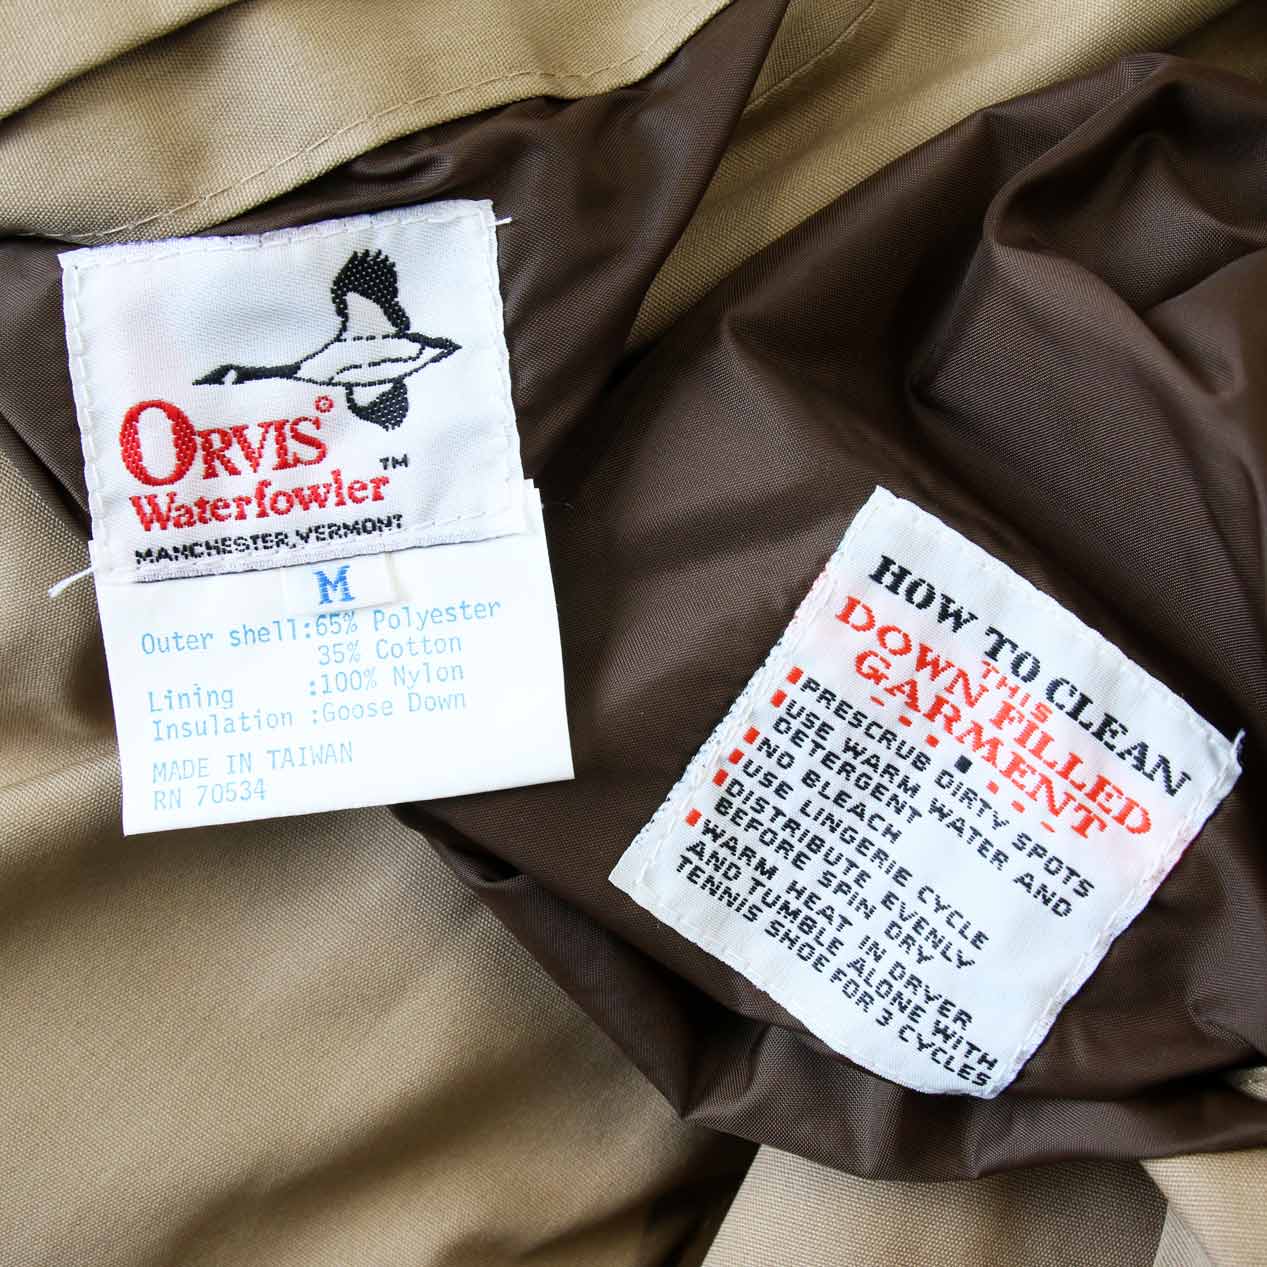 ORVIS®
Waterfowler™
MANCHESTER, VERMONT
M
Outer shell:65% Polyester
35% Cotton
Lining :100% Nylon
Insulation :Goose Down
MADE IN TAIWAN
RN 70534
HOW TO CLEAN
THIS
DOWN FILLED
GARMENT
PRESCRUB DIRTY SPOTS
USE WARM WATER AND
DETERGENT
NO BLEACH
USE LINGERIE CYCLE
DISTRIBUTE EVENLY
BEFORE SPIN DRY
WARM HEAT IN DRYER
AND TUMBLE ALONE WITH
TENNIS SHOE FOR 3 CYCLES